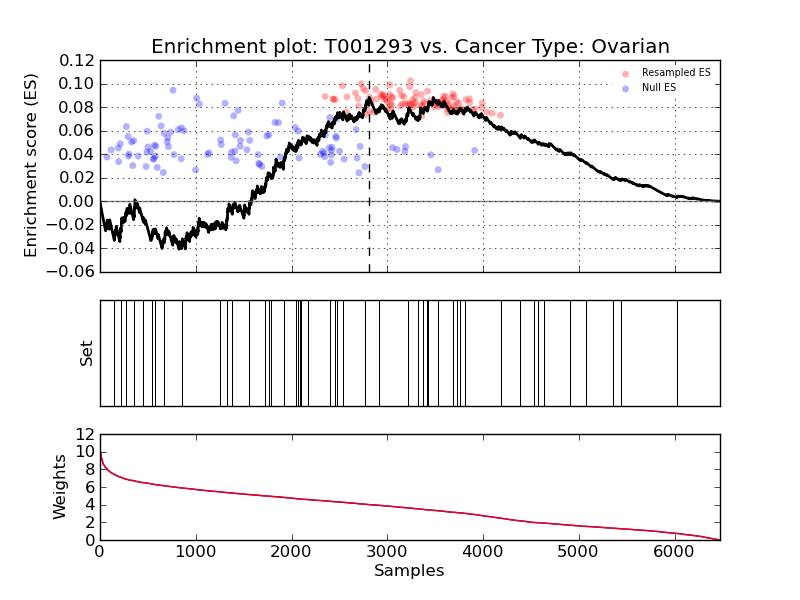 Enrichment plot: T001293 vs. Cancer Type: Ovarian
Enrichment score (ES)
0.12
0.10
0.08
0.06
0.04
0.02
0.00
−0.02
−0.04
−0.06
Resampled ES
Null ES
Set
Weights
12
10
8
6
4
2
0
0 1000 2000 3000 4000 5000 6000
Samples